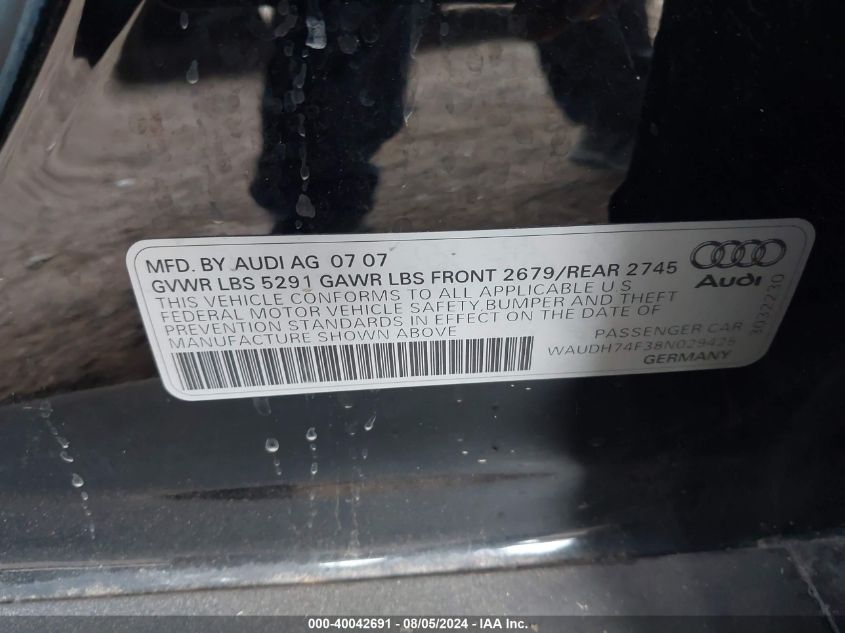 MFD. BY AUDI AG 07 07
GVWR LBS 5291 GAWR LBS FRONT 2679/REAR 2745
THIS VEHICLE CONFORMS TO ALL APPLICABLE U S
FEDERAL MOTOR VEHICLE SAFETY, BUMPER AND THEFT
PREVENTION STANDARDS IN EFFECT ON THE DATE OF
MANUFACTURE SHOWN ABOVE
PASSENGER CAR
WAUDH74F38N029426
GERMANY
Audi
8032230
000-40042691 - 08/05/2024 - IAA Inc.